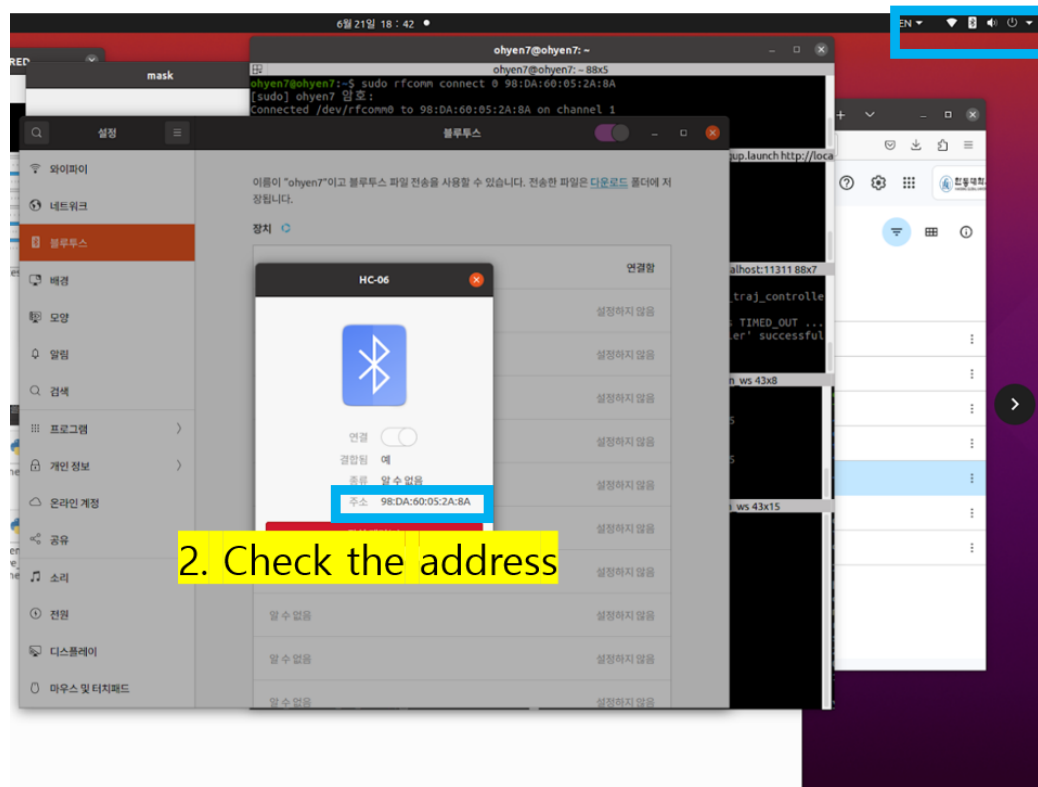 6월 21일 18 : 42
EN
ohyen7@ohyen7: ~
ohyen7@ohyen7: ~ 88x5
mask
ohyen7@ohyen7:~$ sudo rfcomm connect 0 98:DA:60:05:2A:8A
[sudo] ohyen7 암호:
Connected /dev/rfcomm0 to 98:DA:60:05:2A:8A on channel 1
설정
블루투스
와이파이
네트워크
블루투스
배경
모양
알림
검색
프로그램
개인 정보
온라인 계정
공유
소리
전원
디스플레이
마우스 및 터치패드
이름이 "ohyen7"이고 블루투스 파일 전송을 사용할 수 있습니다. 전송한 파일은 다운로드 폴더에 저
장됩니다.
장치
연결함
설정하지 않음
설정하지 않음
설정하지 않음
설정하지 않음
설정하지 않음
설정하지 않음
설정하지 않음
알 수 없음 설정하지 않음
알 수 없음 설정하지 않음
알 수 없음 설정하지 않음
HC-06
연결
결합됨 예
종류 알 수 없음
주소 98:DA:60:05:2A:8A
2. Check the address
up.launch http://loca
alhost:11311 88x7
_traj_controlle
TIMED_OUT ...
ler' successful
n_ws 43x8
_ws 43x15